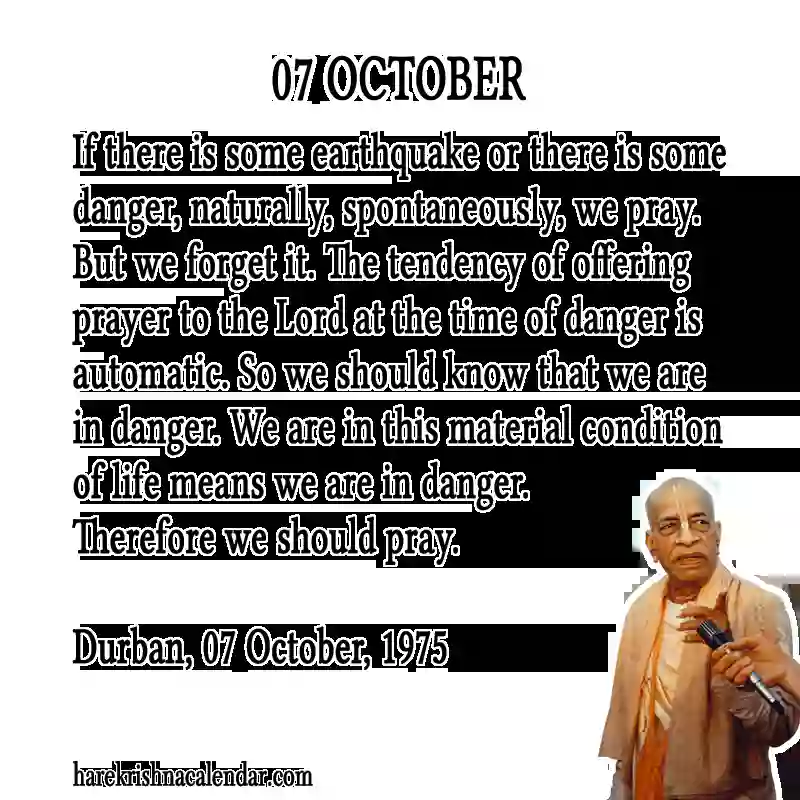 07 OCTOBER
If there is some earthquake or there is some
danger, naturally, spontaneously, we pray.
But we forget it. The tendency of offering
prayer to the Lord at the time of danger is
automatic. So we should know that we are
in danger. We are in this material condition
of life means we are in danger.
Therefore we should pray.
Durban, 07 October, 1975
harekrishnacalendar.com